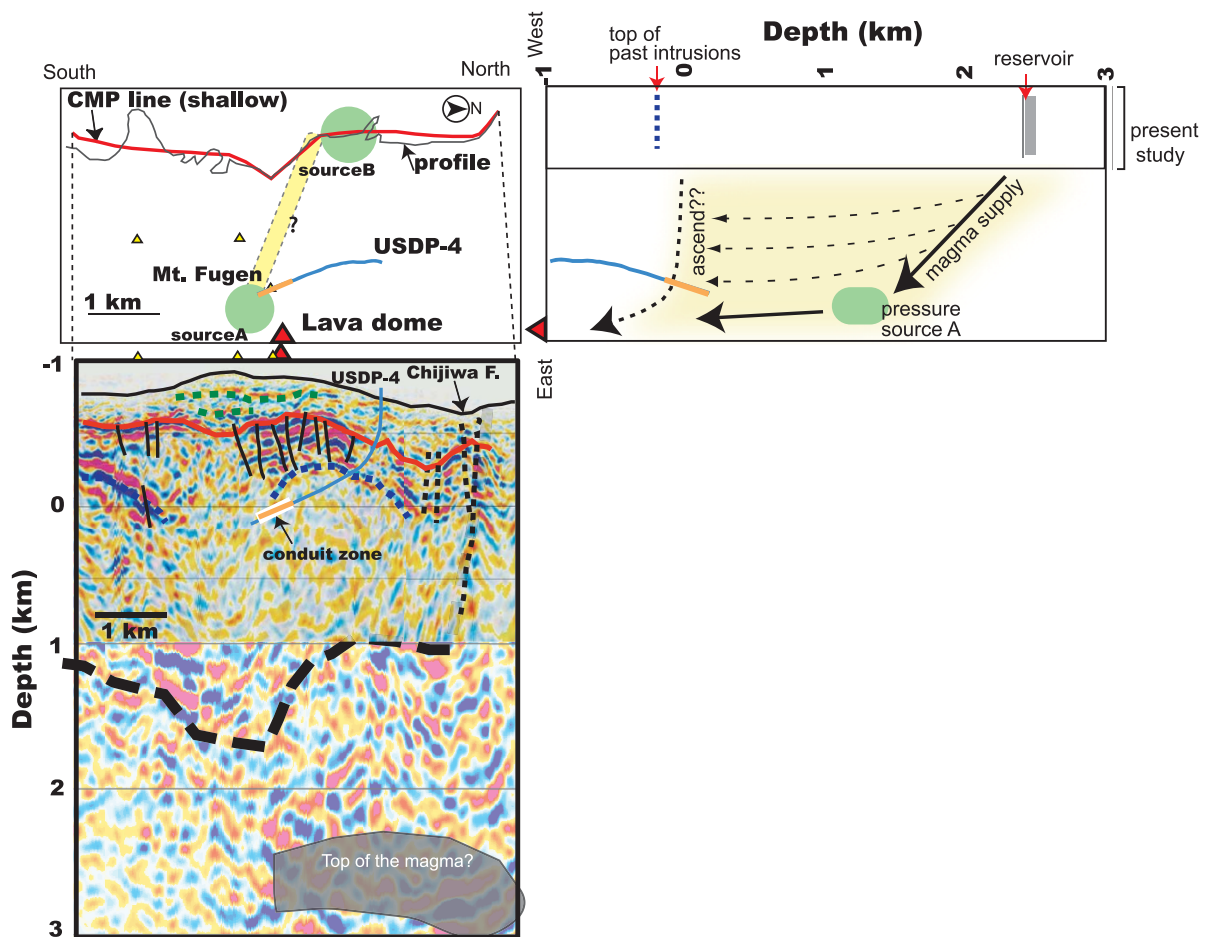 South
North
CMP line (shallow)
N
profile
sourceB
?
USDP-4
Mt. Fugen
1 km
sourceA
Lava dome
West
top of
past intrusions
Depth (km)
reservoir
-1
0
1
2
3
present
study
ascend??
magma supply
pressure
source A
East
-1
USDP-4
Chijiwa F.
0
conduit zone
1 km
1
Depth (km)
2
Top of the magma?
3